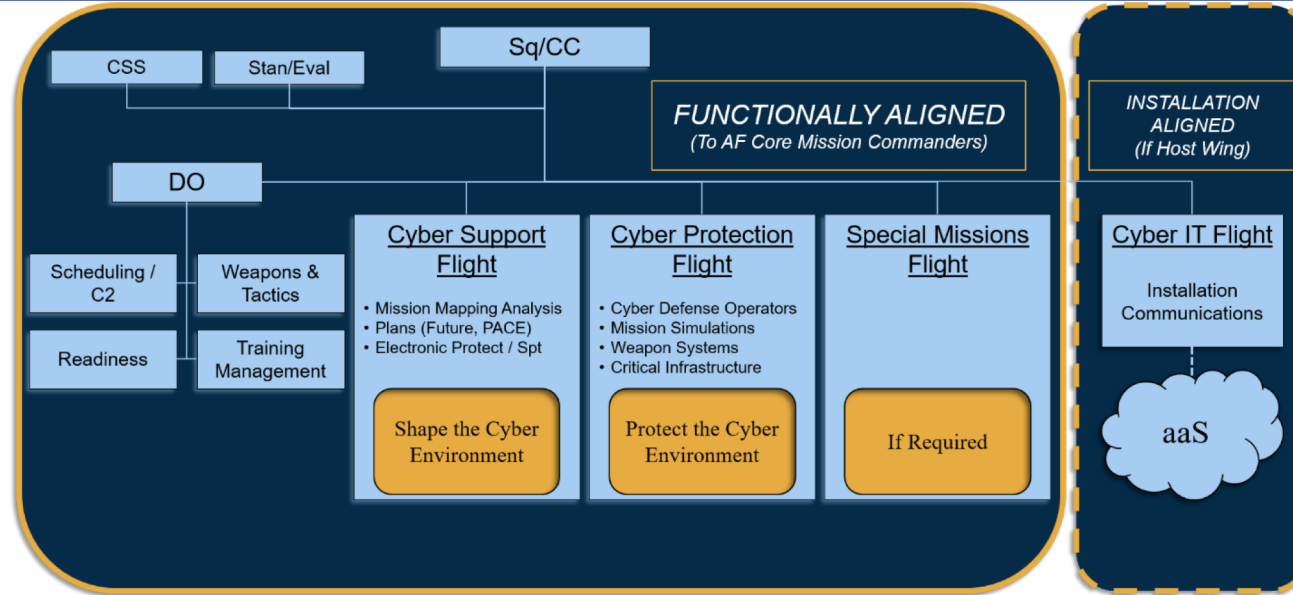 Sq/CC
CSS
Stan/Eval
FUNCTIONALLY ALIGNED
(To AF Core Mission Commanders)
INSTALLATION
ALIGNED
(If Host Wing)
DO
Scheduling /
C2
Weapons &
Tactics
Readiness
Training
Management
Cyber Support
Flight
• Mission Mapping Analysis
• Plans (Future, PACE)
• Electronic Protect / Spt
Shape the Cyber
Environment
Cyber Protection
Flight
• Cyber Defense Operators
• Mission Simulations
• Weapon Systems
• Critical Infrastructure
Protect the Cyber
Environment
Special Missions
Flight
If Required
Cyber IT Flight
Installation
Communications
aaS